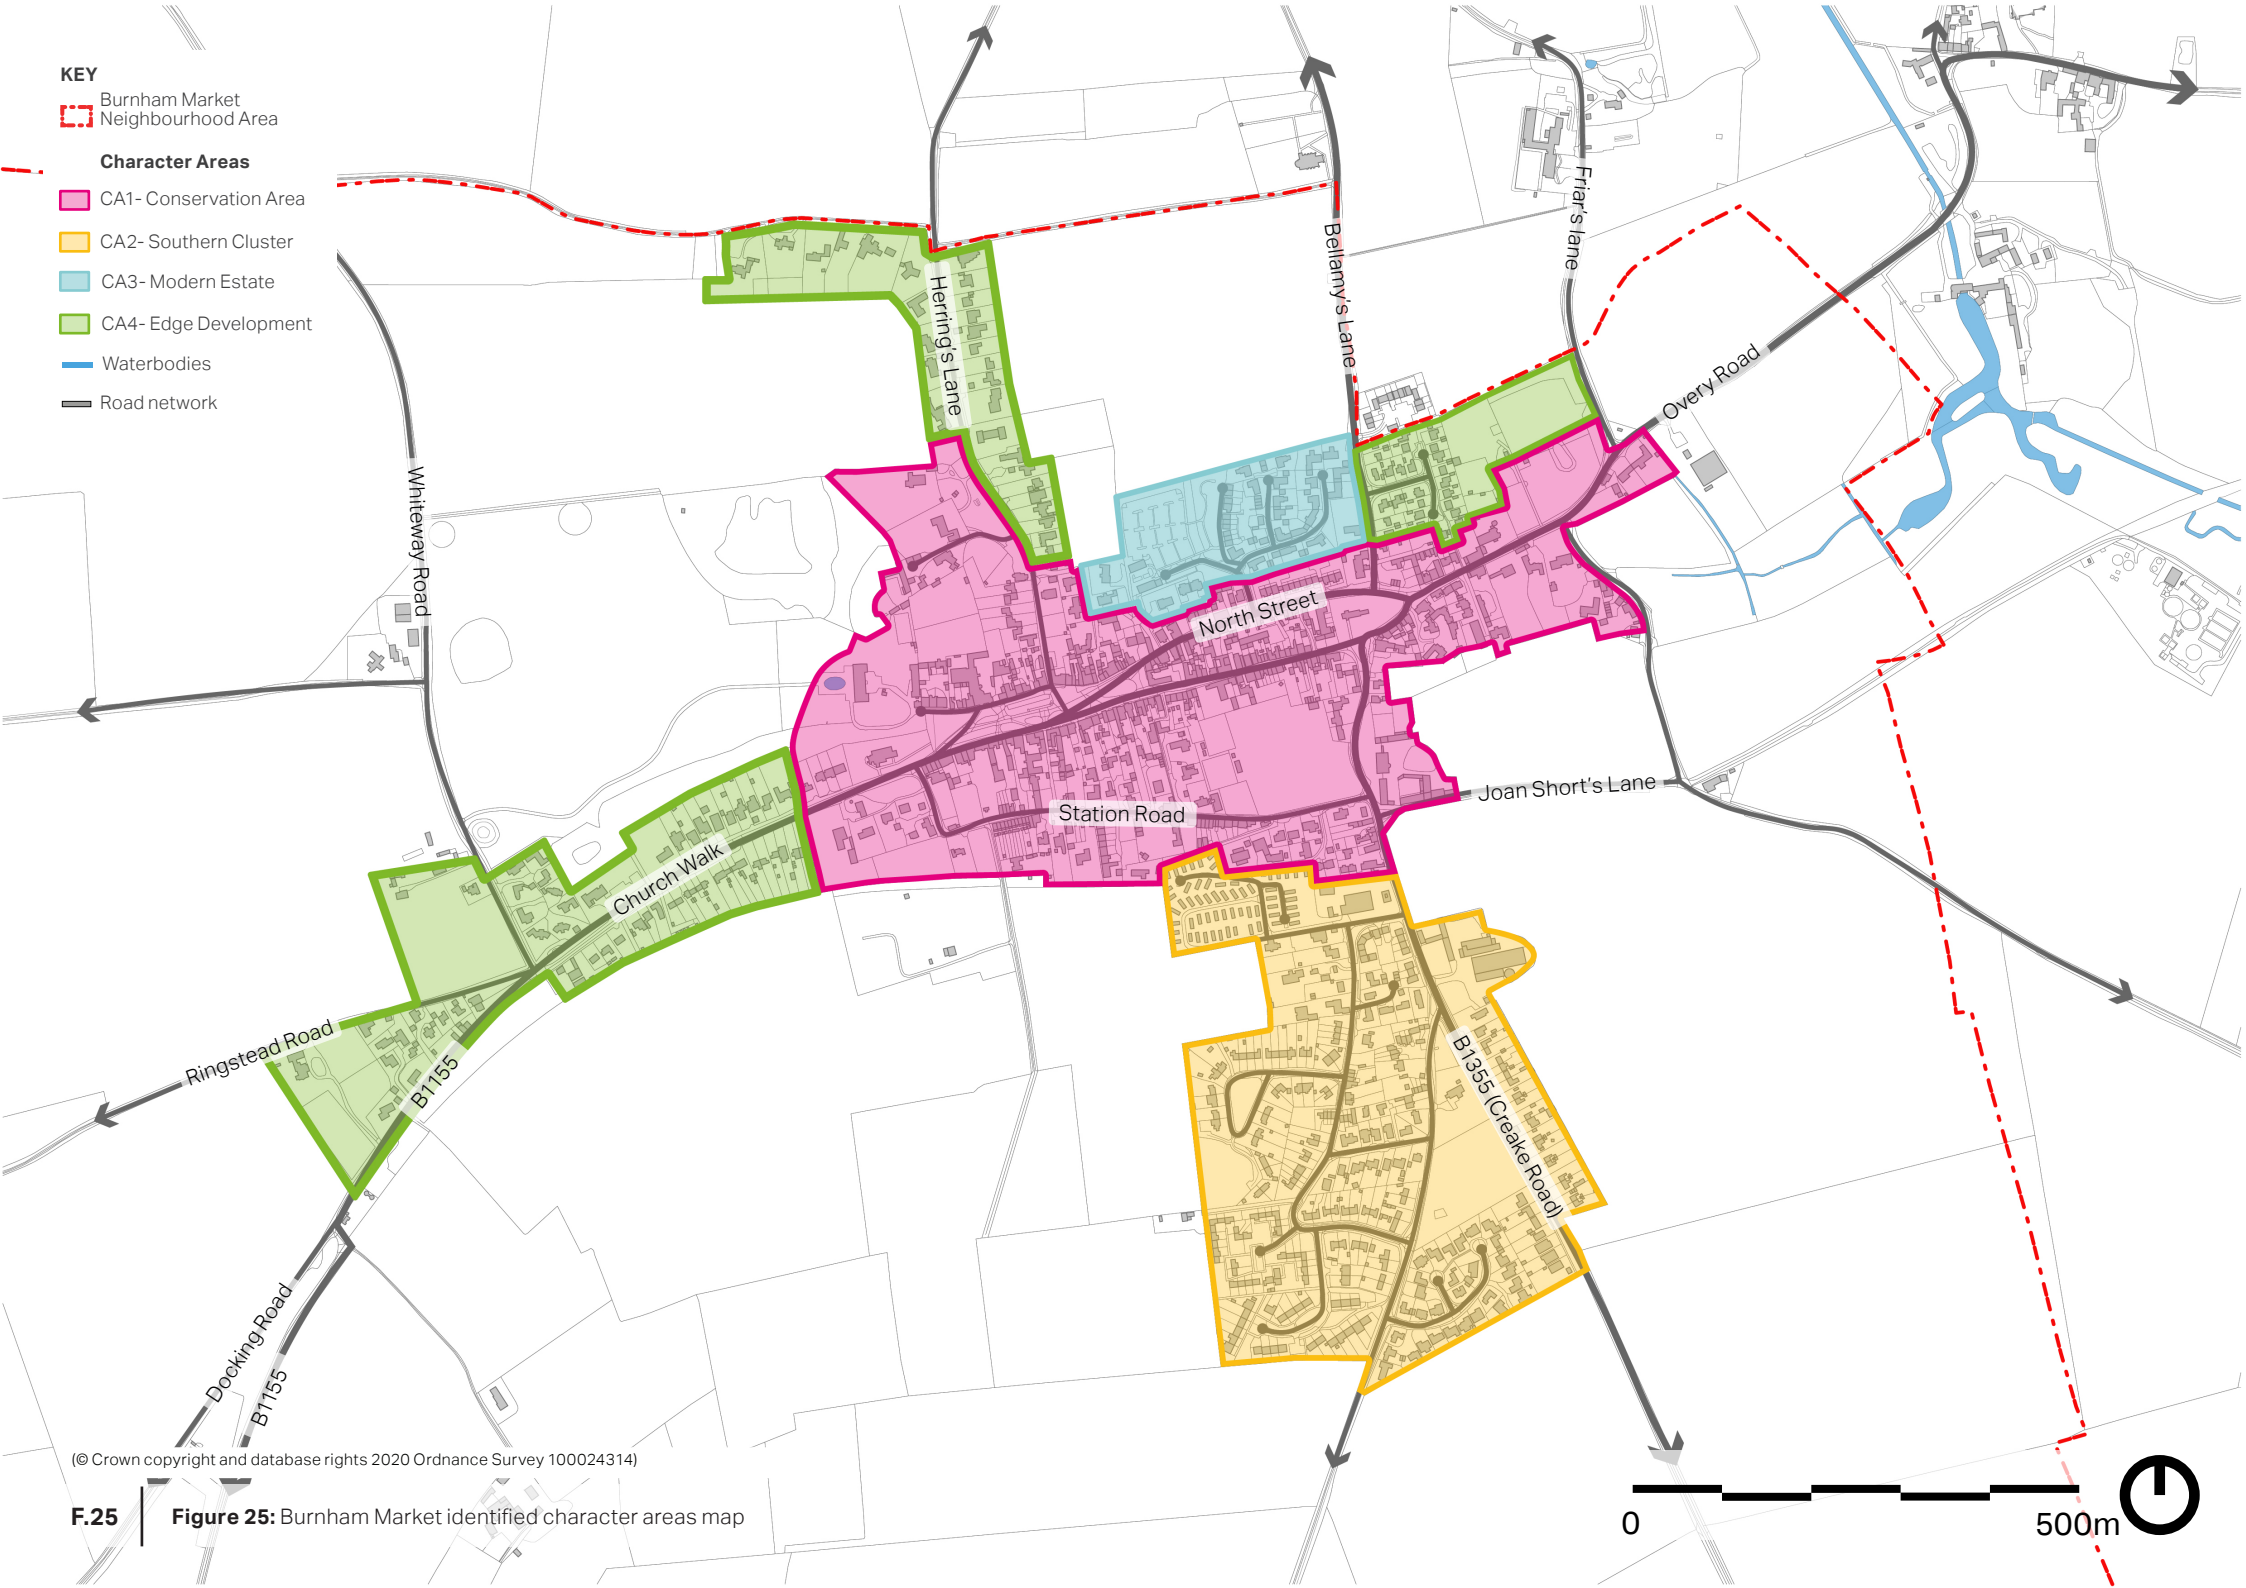 KEY
Burnham Market
Neighbourhood Area
Character Areas
CA1- Conservation Area
CA2- Southern Cluster
CA3- Modern Estate
CA4- Edge Development
Waterbodies
Road network
Herring's Lane
Bellamy's Lane
Friar's lane
Overy Road
Whiteway Road
North Street
Station Road
Joan Short's Lane
Church Walk
Ringstead Road
B1155
B1355 (Creake Road)
Docking Road
B1155
(© Crown copyright and database rights 2020 Ordnance Survey 100024314)
F.25
Figure 25: Burnham Market identified character areas map
0
500m